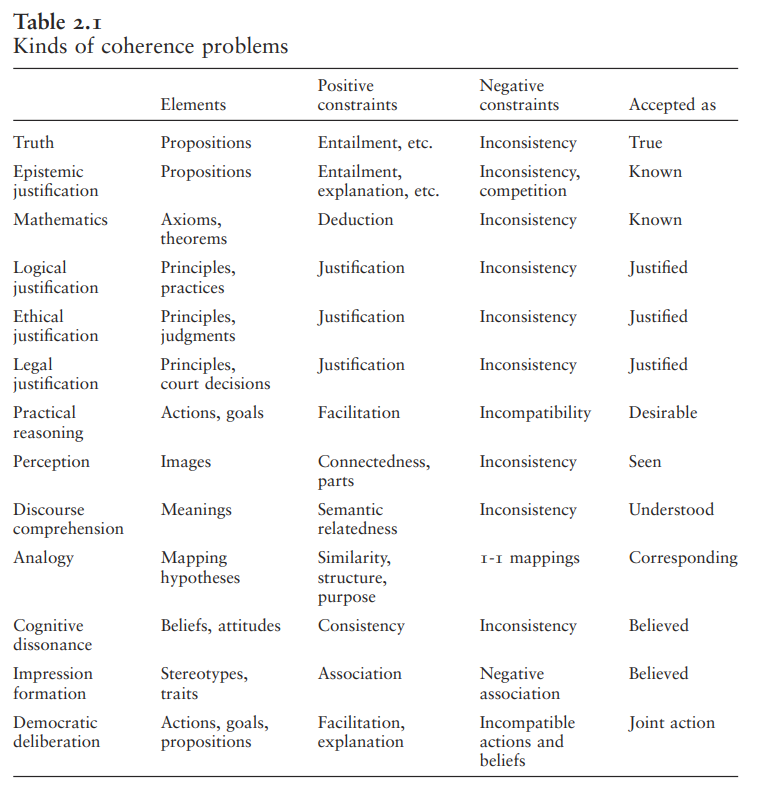 Table 2.1
Kinds of coherence problems
Positive Negative
Elements constraints constraints Accepted as
Truth Propositions Entailment, etc. Inconsistency True
Epistemic Propositions Entailment, Inconsistency, Known
justification explanation, etc. competition
Mathematics Axioms, Deduction Inconsistency Known
theorems
Logical Principles, Justification Inconsistency Justified
justification practices
Ethical Principles, Justification Inconsistency Justified
justification judgments
Legal Principles, Justification Inconsistency Justified
justification court decisions
Practical Actions, goals Facilitation Incompatibility Desirable
reasoning
Perception Images Connectedness, Inconsistency Seen
parts
Discourse Meanings Semantic Inconsistency Understood
comprehension relatedness
Analogy Mapping Similarity, 1-1 mappings Corresponding
hypotheses structure,
purpose
Cognitive Beliefs, attitudes Consistency Inconsistency Believed
dissonance
Impression Stereotypes, Association Negative Believed
formation traits association
Democratic Actions, goals, Facilitation, Incompatible Joint action
deliberation propositions explanation actions and
beliefs